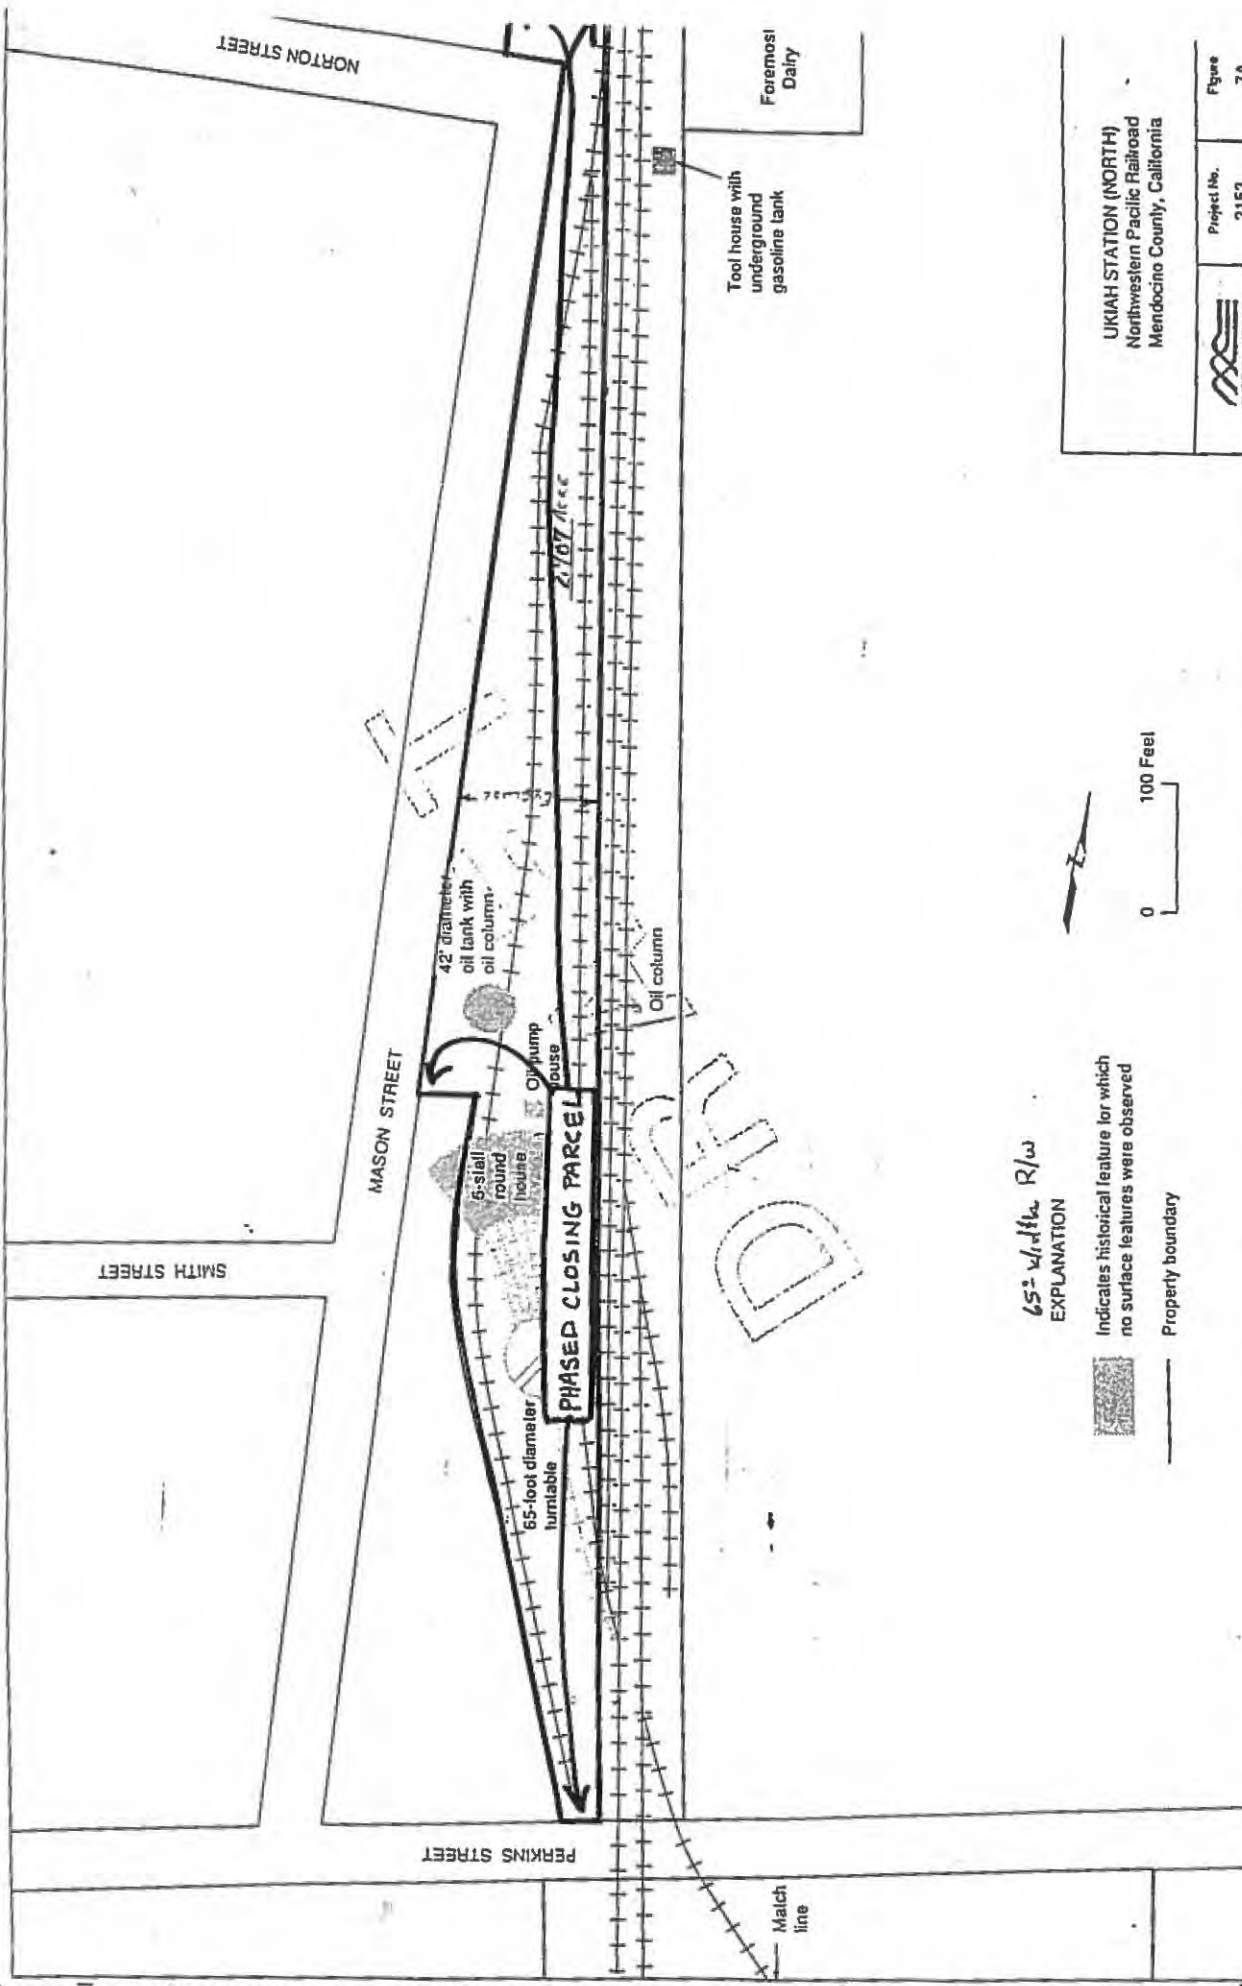 NORTON STREET
Foremost
Dairy
Tool house with
underground
gasoline tank
UKIAH STATION (NORTH)
Northwestern Pacific Railroad
Mendocino County, California
Project No.
Figure
7A
42' diameter
oil tank with
oil column
MASON STREET
Oil pump
house
Oil column
6-stall
round
house
PHASED CLOSING PARCEL
65-foot diameter
turntable
SMITH STREET
PERKINS STREET
Match
line
DRAFT
0 100 Feet
65± width R/W
EXPLANATION
Indicates historical feature for which
no surface features were observed
Property boundary